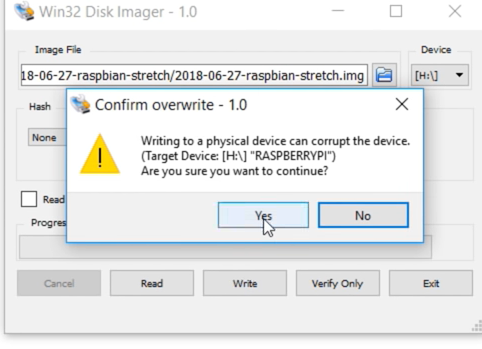 Win32 Disk Imager - 1.0
Image File
Device
18-06-27-raspbian-stretch/2018-06-27-raspbian-stretch.img
[H:\]
Hash
None
Confirm overwrite - 1.0
Writing to a physical device can corrupt the device.
(Target Device: [H:\] "RASPBERRYPI")
Are you sure you want to continue?
Yes
No
Read
Progres
Cancel
Read
Write
Verify Only
Exit